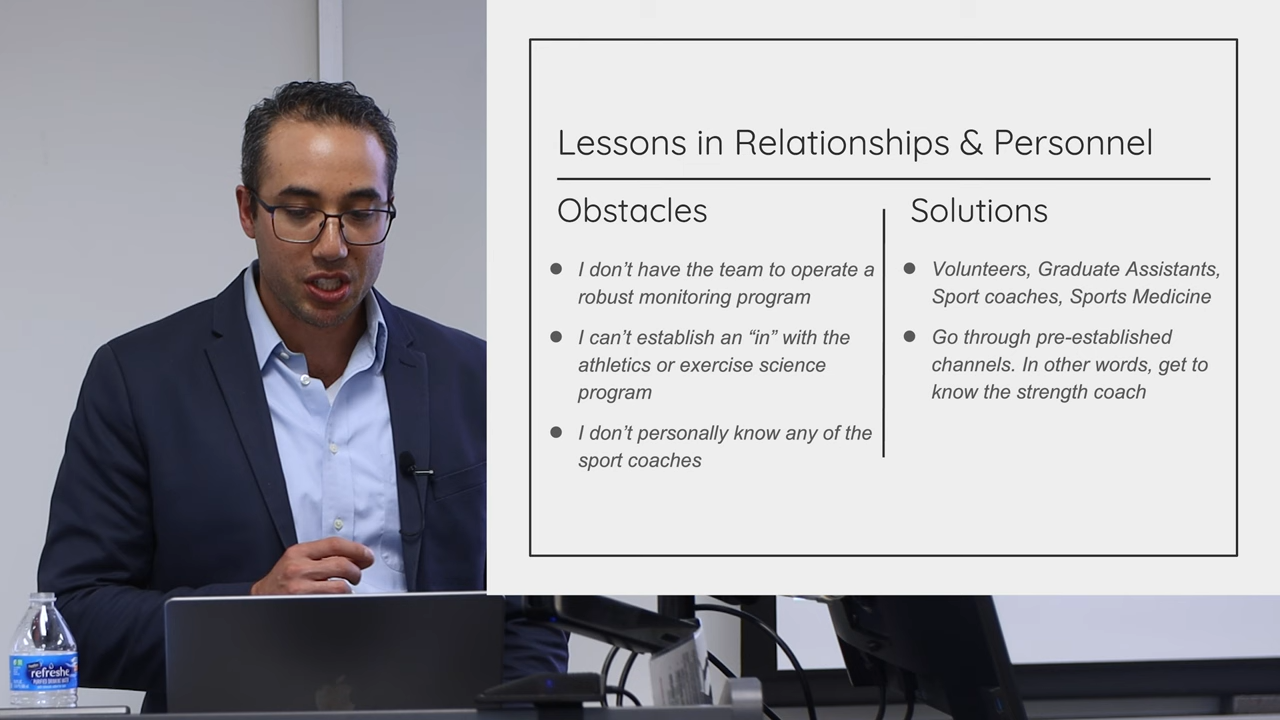 Lessons in Relationships & Personnel
Obstacles
I don't have the team to operate a
robust monitoring program
I can't establish an “in” with the
athletics or exercise science
program
I don't personally know any of the
sport coaches
Solutions
Volunteers, Graduate Assistants,
Sport coaches, Sports Medicine
Go through pre-established
channels. In other words, get to
know the strength coach
refreshe